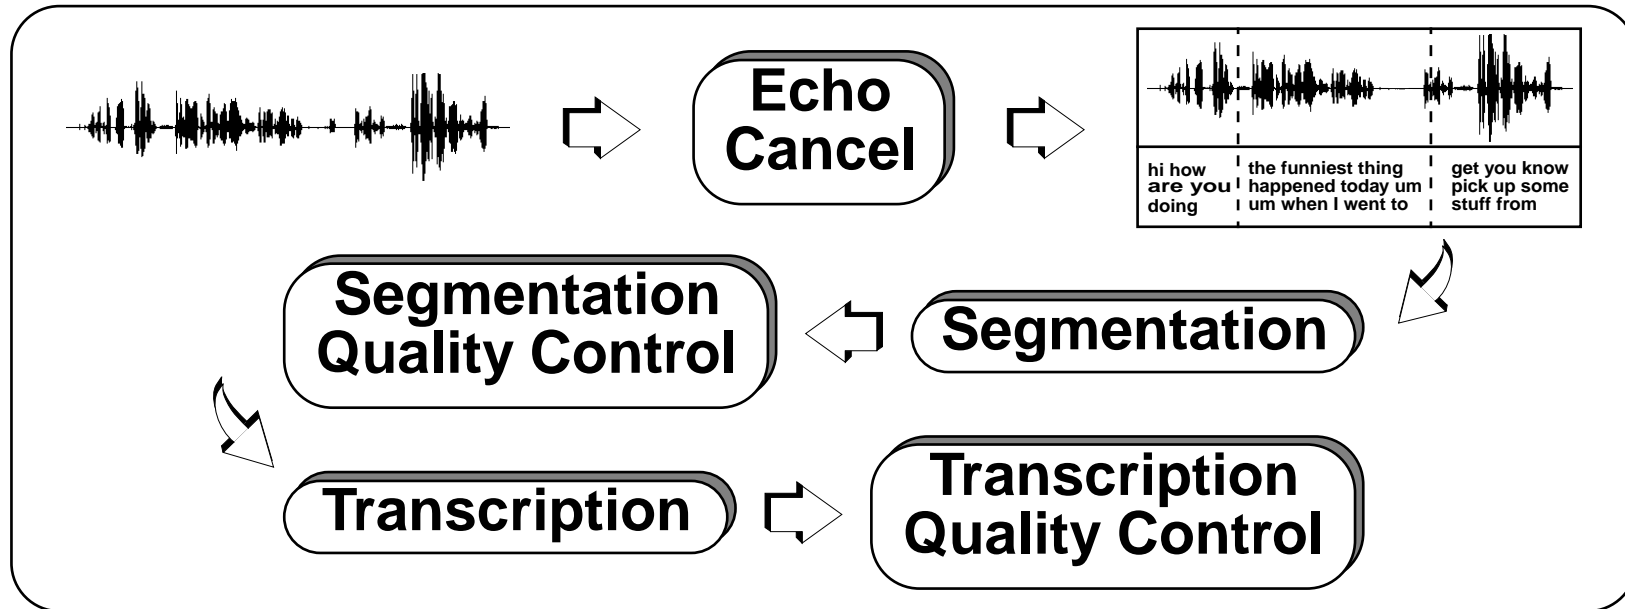 Echo
Cancel
hi how
are you
doing
the funniest thing
happened today um
um when I went to
get you know
pick up some
stuff from
Segmentation
Segmentation
Quality Control
Transcription
Transcription
Quality Control